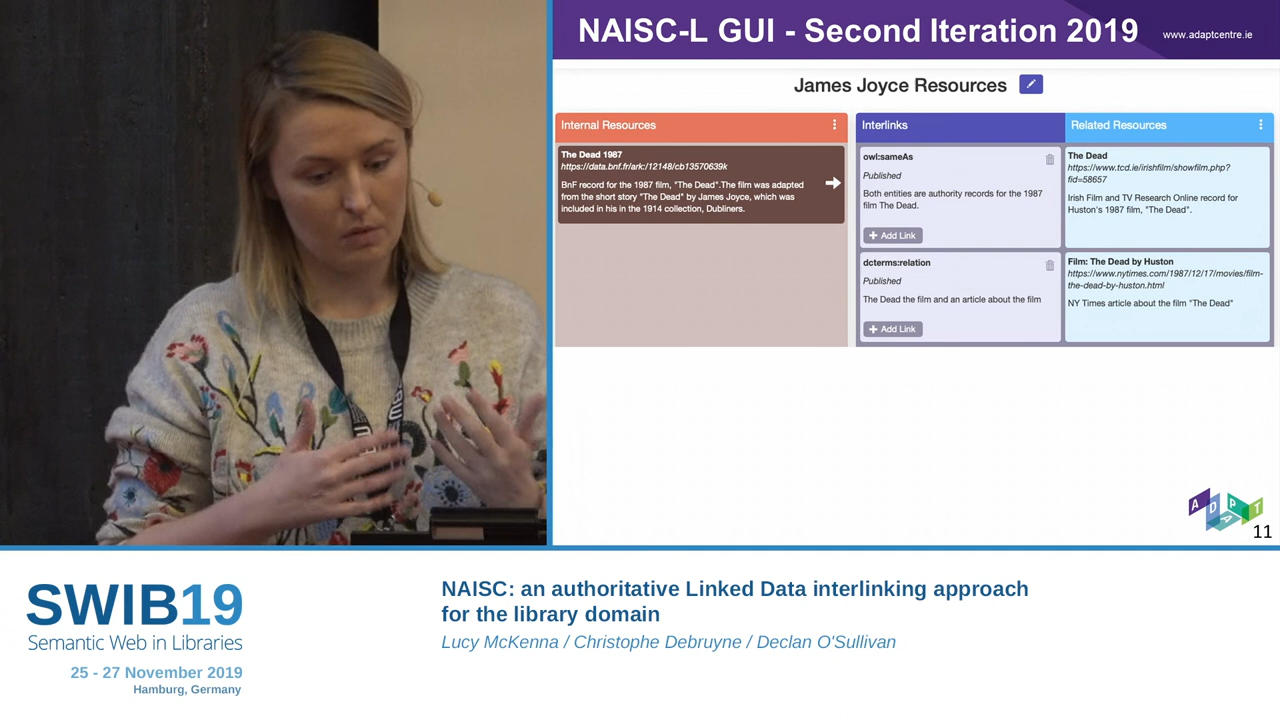 NAISC-L GUI - Second Iteration 2019
www.adaptcentre.ie
James Joyce Resources
Internal Resources
The Dead 1987
https://data.bnf.fr/ark:/12148/cb13570639k
BnF record for the 1987 film, "The Dead".The film was adapted
from the short story "The Dead" by James Joyce, which was
included in his in the 1914 collection, Dubliners.
Interlinks
Related Resources
owl:sameAs
Published
Both entities are authority records for the 1987
film The Dead.
+ Add Link
The Dead
https://www.tcd.ie/irishfilm/showfilm.php?
fid=58657
Irish Film and TV Research Online record for
Huston's 1987 film, "The Dead".
dcterms:relation
Published
The Dead the film and an article about the film
+ Add Link
Film: The Dead by Huston
https://www.nytimes.com/1987/12/17/movies/film-
the-dead-by-huston.html
NY Times article about the film "The Dead"
ADAPT
11
SWIB19
Semantic Web in Libraries
25 - 27 November 2019
Hamburg, Germany
NAISC: an authoritative Linked Data interlinking approach
for the library domain
Lucy McKenna / Christophe Debruyne / Declan O'Sullivan